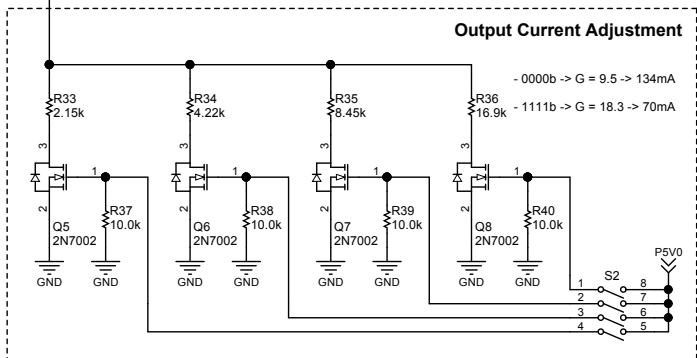 Output Current Adjustment
- 0000b -> G = 9.5 -> 134mA
- 1111b -> G = 18.3 -> 70mA
R33
2.15k
R34
4.22k
R35
8.45k
R36
16.9k
3
3
3
3
1
1
1
1
2
2
2
2
Q5
2N7002
R37
10.0k
Q6
2N7002
R38
10.0k
Q7
2N7002
R39
10.0k
Q8
2N7002
R40
10.0k
GND
GND
GND
GND
GND
GND
GND
GND
P5V0
S2
1
8
2
7
3
6
4
5